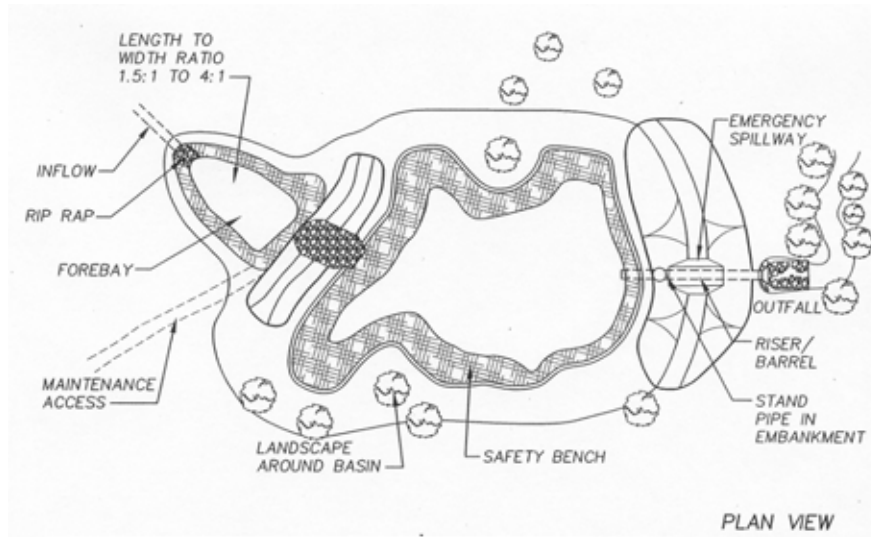 LENGTH TO
WIDTH RATIO
1.5:1 TO 4:1
INFLOW
RIP RAP
FOREBAY
MAINTENANCE
ACCESS
LANDSCAPE
AROUND BASIN
SAFETY BENCH
EMERGENCY
SPILLWAY
OUTFALL
RISER/
BARREL
STAND
PIPE IN
EMBANKMENT
PLAN VIEW